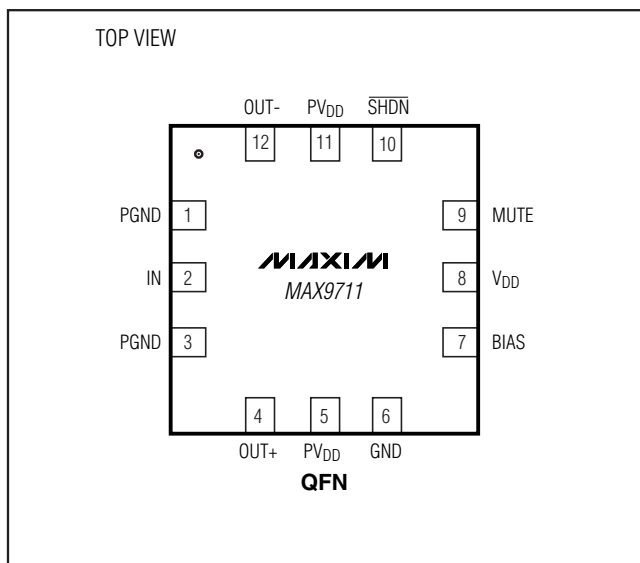 TOP VIEW
OUT- PVDD S̅H̅D̅N̅
12 11 10
PGND 1 9 MUTE
MAXIM
IN 2 8 VDD
MAX9711
PGND 3 7 BIAS
4 5 6
OUT+ PVDD GND
QFN